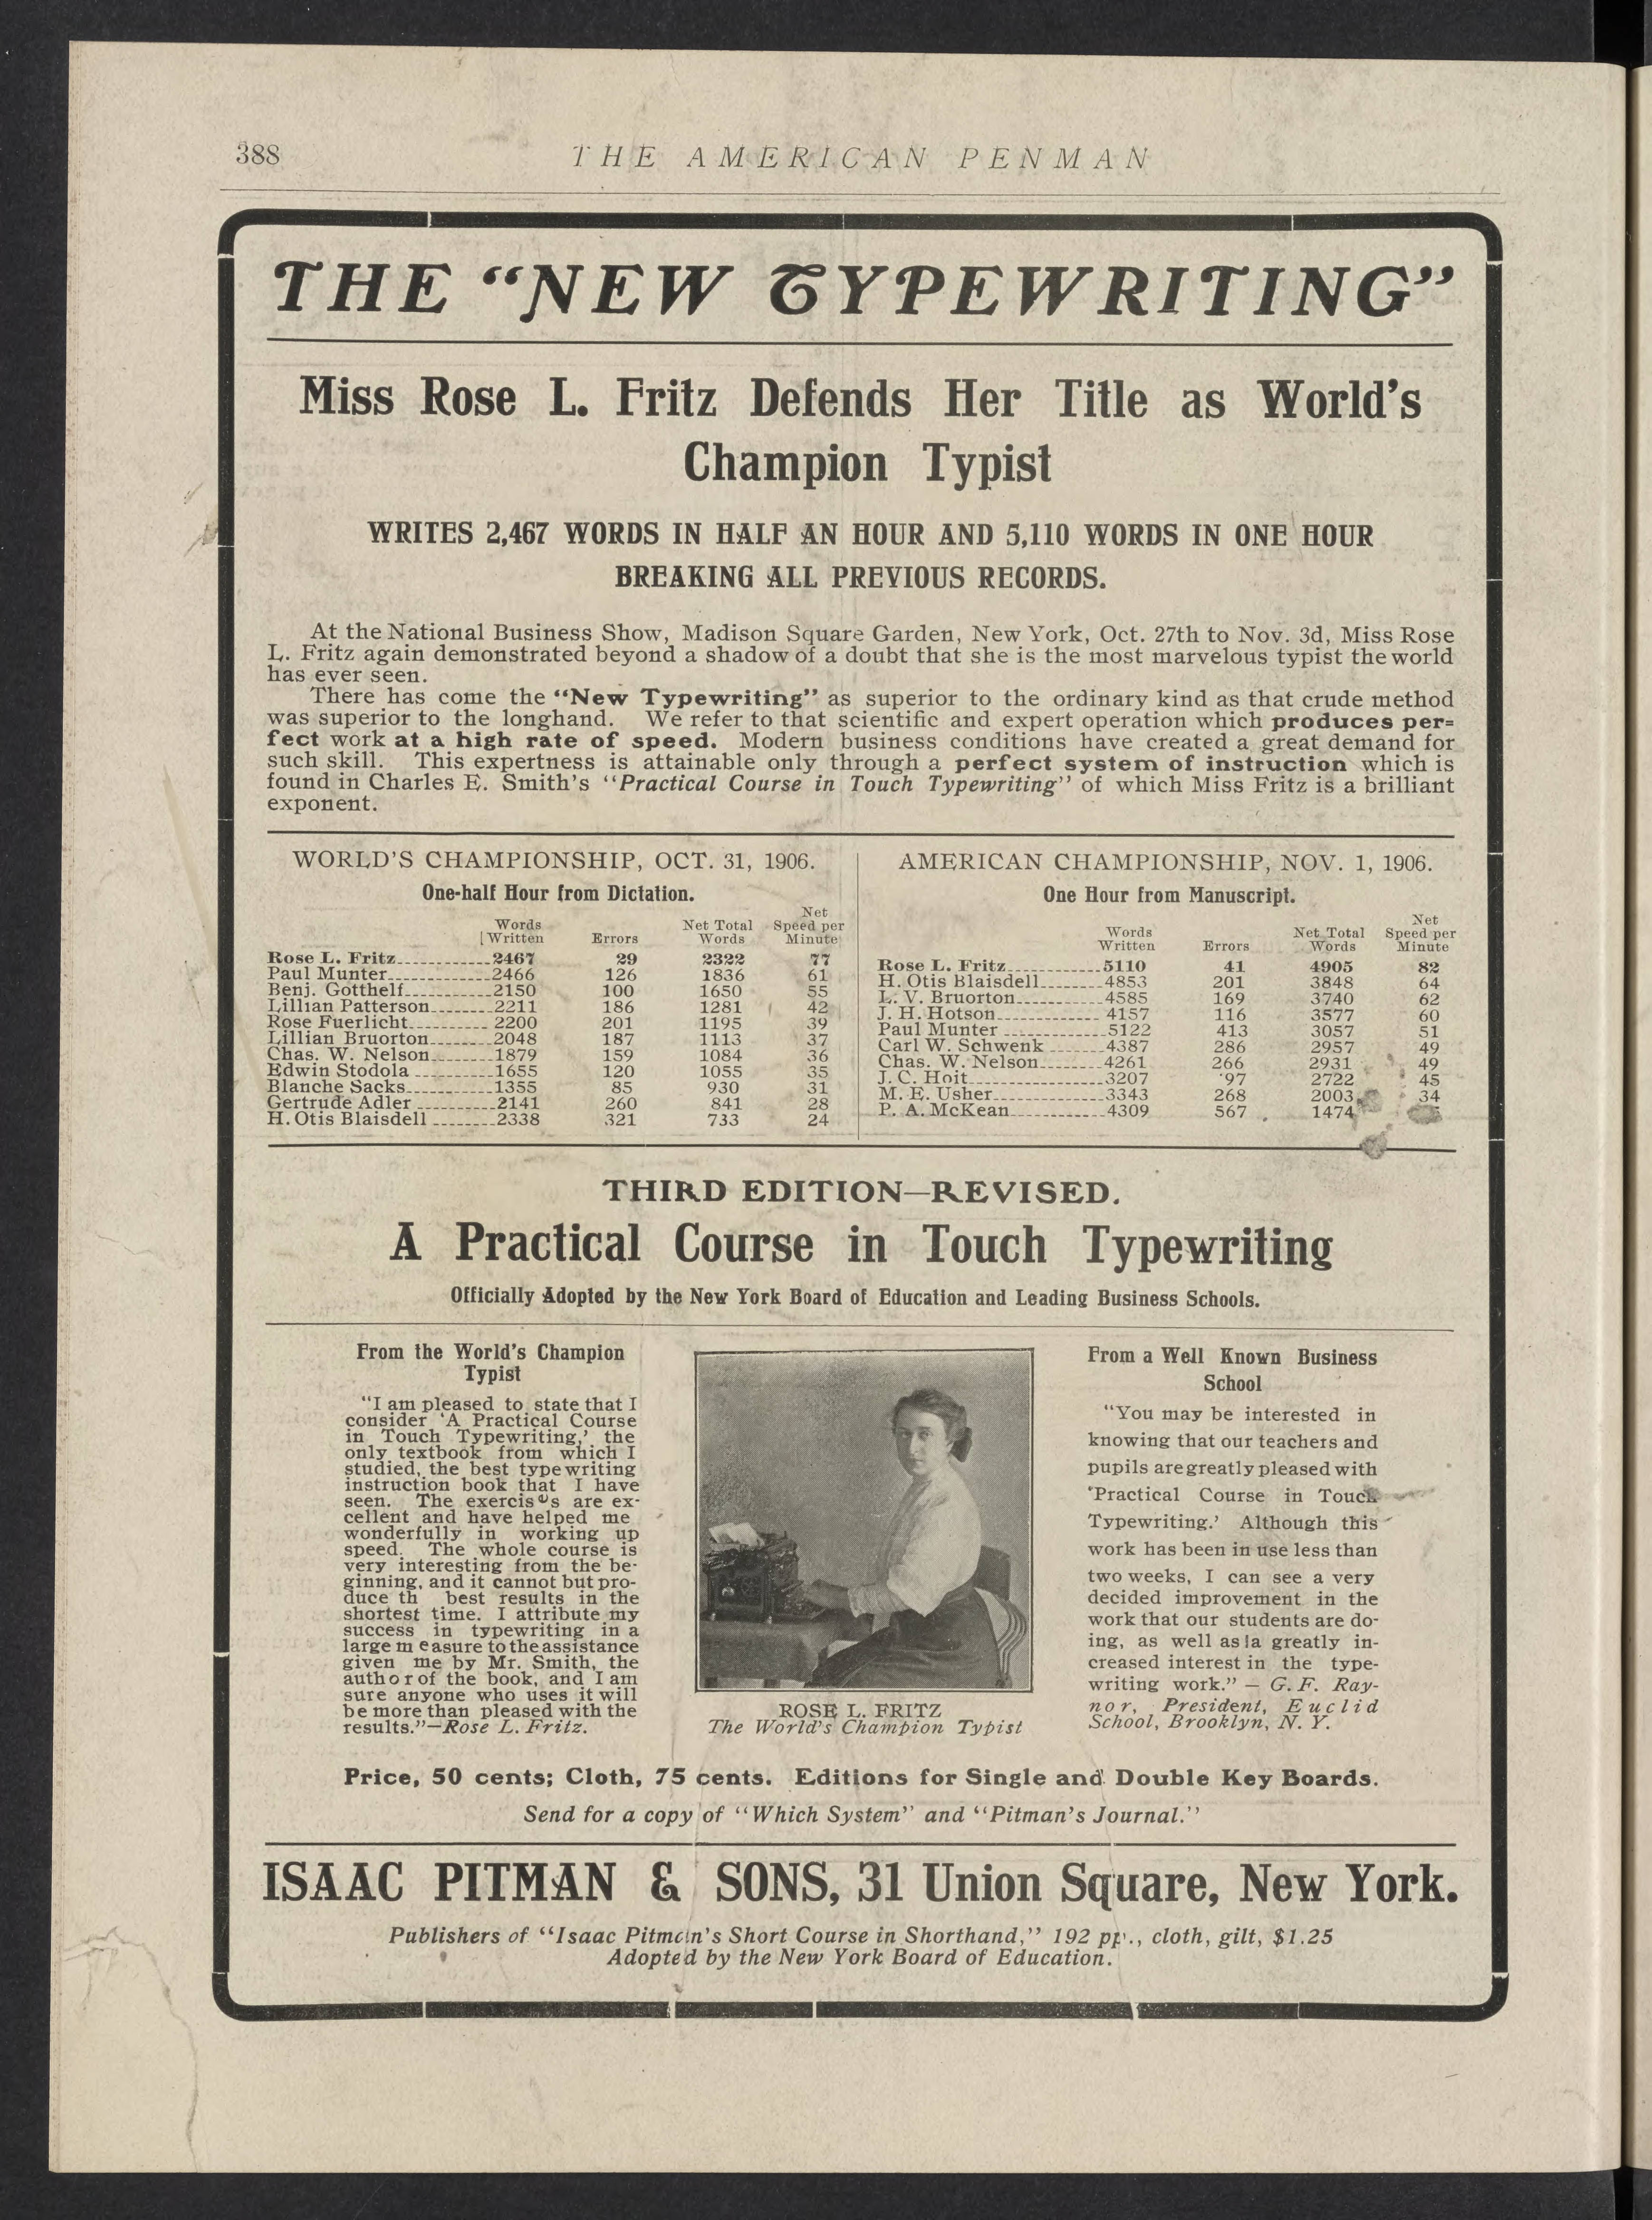 388
THE AMERICAN PENMAN
THE “NEW TYPEWRITING”
Miss Rose L. Fritz Defends Her Title as World's
Champion Typist
WRITES 2,467 WORDS IN HALF AN HOUR AND 5,110 WORDS IN ONE HOUR
BREAKING ALL PREVIOUS RECORDS.
At the National Business Show, Madison Square Garden, New York, Oct. 27th to Nov. 3d, Miss Rose
L. Fritz again demonstrated beyond a shadow of a doubt that she is the most marvelous typist the world
has ever seen.
There has come the “New Typewriting” as superior to the ordinary kind as that crude method
was superior to the longhand. We refer to that scientific and expert operation which produces per=
fect work at a high rate of speed. Modern business conditions have created a great demand for
such skill. This expertness is attainable only through a perfect system of instruction which is
found in Charles E. Smith's “Practical Course in Touch Typewriting” of which Miss Fritz is a brilliant
exponent.
WORLD'S CHAMPIONSHIP, OCT. 31, 1906.
One-half Hour from Dictation.
Words Written Errors Net Total Words Net Speed per Minute
Rose L. Fritz 2467 29 2322 77
Paul Munter 2466 126 1836 61
Benj. Gotthelf 2150 100 1650 55
Lillian Patterson 2211 186 1281 42
Rose Fuerlicht 2200 201 1195 39
Lillian Bruorton 2048 187 1113 37
Chas. W. Nelson 1879 159 1084 36
Edwin Stodola 1655 120 1055 35
Blanche Sacks 1355 85 930 31
Gertrude Adler 2141 260 841 28
H. Otis Blaisdell 2338 321 733 24
AMERICAN CHAMPIONSHIP, NOV. 1, 1906.
One Hour from Manuscript.
Words Written Errors Net Total Words Net Speed per Minute
Rose L. Fritz 5110 41 4905 82
H. Otis Blaisdell 4853 201 3848 64
L. V. Bruorton 4585 169 3740 62
J. H. Hotson 4157 116 3577 60
Paul Munter 5122 413 3057 51
Carl W. Schwenk 4387 286 2957 49
Chas. W. Nelson 4261 266 2931 49
J. C. Hoit 3207 97 2722 45
M. E. Usher 3343 268 2003 34
P. A. McKean 4309 567 1474
THIRD EDITION—REVISED.
A Practical Course in Touch Typewriting
Officially Adopted by the New York Board of Education and Leading Business Schools.
From the World's Champion
Typist
“I am pleased to state that I
consider ‘A Practical Course
in Touch Typewriting,’ the
only textbook from which I
studied, the best typewriting
instruction book that I have
seen. The exercises are ex-
cellent and have helped me
wonderfully in working up
speed. The whole course is
very interesting from the be-
ginning, and it cannot but pro-
duce th best results in the
shortest time. I attribute my
success in typewriting in a
large measure to the assistance
given me by Mr. Smith, the
author of the book, and I am
sure anyone who uses it will
be more than pleased with the
results.”—Rose L. Fritz.
ROSE L. FRITZ
The World's Champion Typist
From a Well Known Business
School
“You may be interested in
knowing that our teachers and
pupils are greatly pleased with
‘Practical Course in Touch
Typewriting.’ Although this
work has been in use less than
two weeks, I can see a very
decided improvement in the
work that our students are do-
ing, as well as a greatly in-
creased interest in the type-
writing work.” — G. F. Ray-
nor, President, Euclid
School, Brooklyn, N. Y.
Price, 50 cents; Cloth, 75 cents. Editions for Single and Double Key Boards.
Send for a copy of “Which System” and “Pitman's Journal.”
ISAAC PITMAN & SONS, 31 Union Square, New York.
Publishers of “Isaac Pitman's Short Course in Shorthand,” 192 pp., cloth, gilt, $1.25
Adopted by the New York Board of Education.